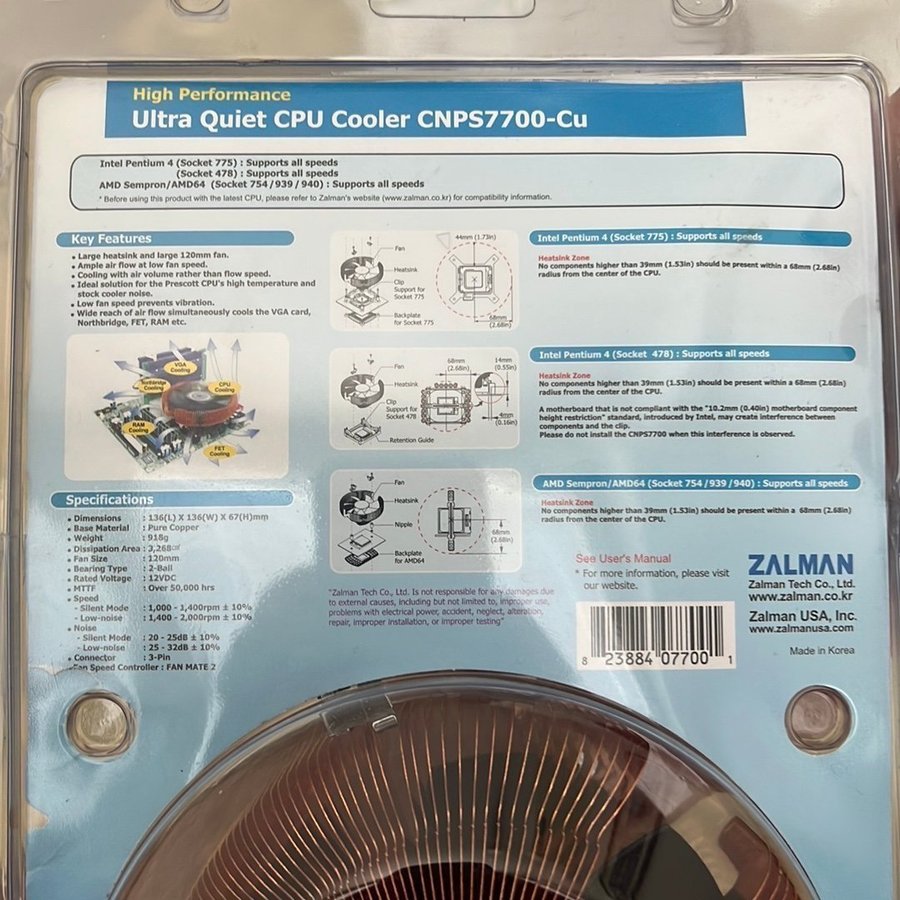 High Performance
Ultra Quiet CPU Cooler CNPS7700-Cu
Intel Pentium 4 (Socket 775) : Supports all speeds
(Socket 478) : Supports all speeds
AMD Sempron/AMD64 (Socket 754/939/940) : Supports all speeds
* Before using this product with the latest CPU, please refer to Zalman's website (www.zalman.co.kr) for compatibility information.
Key Features
• Large heatsink and large 120mm fan.
• Ample air flow at low fan speed.
• Cooling with air volume rather than flow speed.
• Ideal solution for the Prescott CPU's high temperature and
stock cooler noise.
• Low fan speed prevents vibration.
• Wide reach of air flow simultaneously cools the VGA card,
Northbridge, FET, RAM etc.
VGA
Cooling
Northbridge
Cooling
CPU
Cooling
RAM
Cooling
FET
Cooling
Specifications
• Dimensions : 136(L) X 136(W) X 67(H)mm
• Base Material : Pure Copper
• Weight : 918g
• Dissipation Area : 3,268㎠
• Fan Size : 120mm
• Bearing Type : 2-Ball
• Rated Voltage : 12VDC
• MTTF : Over 50,000 hrs
• Speed
- Silent Mode : 1,000 - 1,400rpm ± 10%
- Low-noise : 1,400 - 2,000rpm ± 10%
• Noise
- Silent Mode : 20 - 25dB ± 10%
- Low-noise : 25 - 32dB ± 10%
• Connector : 3-Pin
• Fan Speed Controller : FAN MATE 2
44mm (1.73in)
Fan
Heatsink
Clip
Support for
Socket 775
Backplate
for Socket 775
68mm
(2.68in)
Fan
Heatsink
Clip
Support for
Socket 478
Retention Guide
68mm
(2.68in)
14mm
(0.55in)
4mm
(0.16in)
Fan
Heatsink
Nipple
Backplate
for AMD64
68mm
(2.68in)
"Zalman Tech Co., Ltd. Is not responsible for any damages due
to external causes, including but not limited to, improper use,
problems with electrical power, accident, neglect, alteration,
repair, improper installation, or improper testing"
Intel Pentium 4 (Socket 775) : Supports all speeds
Heatsink Zone
No components higher than 39mm (1.53in) should be present within a 68mm (2.68in)
radius from the center of the CPU.
Intel Pentium 4 (Socket 478) : Supports all speeds
Heatsink Zone
No components higher than 39mm (1.53in) should be present within a 68mm (2.68in)
radius from the center of the CPU.
A motherboard that is not compliant with the "10.2mm (0.40in) motherboard component
height restriction" standard, introduced by Intel, may create interference between
components and the clip.
Please do not install the CNPS7700 when this interference is observed.
AMD Sempron/AMD64 (Socket 754/939/940) : Supports all speeds
Heatsink Zone
No components higher than 39mm (1.53in) should be present within a 68mm (2.68in)
radius from the center of the CPU.
See User's Manual
* For more information, please visit
our website.
8 23884 07700 1
ZALMAN
Zalman Tech Co., Ltd.
www.zalman.co.kr
Zalman USA, Inc.
www.zalmanusa.com
Made in Korea